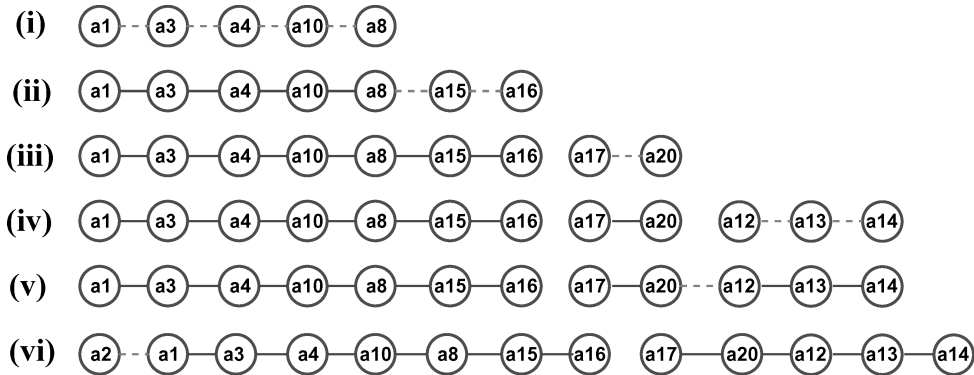 (i) a1 a3 a4 a10 a8
(ii) a1 a3 a4 a10 a8 a15 a16
(iii) a1 a3 a4 a10 a8 a15 a16 a17 a20
(iv) a1 a3 a4 a10 a8 a15 a16 a17 a20 a12 a13 a14
(v) a1 a3 a4 a10 a8 a15 a16 a17 a20 a12 a13 a14
(vi) a2 a1 a3 a4 a10 a8 a15 a16 a17 a20 a12 a13 a14